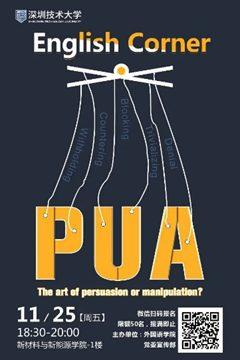 深圳技术大学
English Corner
Withholding
Countering
Blocking
Trivializing
Denial
PUA
The art of persuasion or manipulation?
11 / 25【周五】
18:30-20:00
新材料与新能源学院-1楼
微信扫码报名
限额50名,报满即止
主办单位:外国语学院
党委宣传部